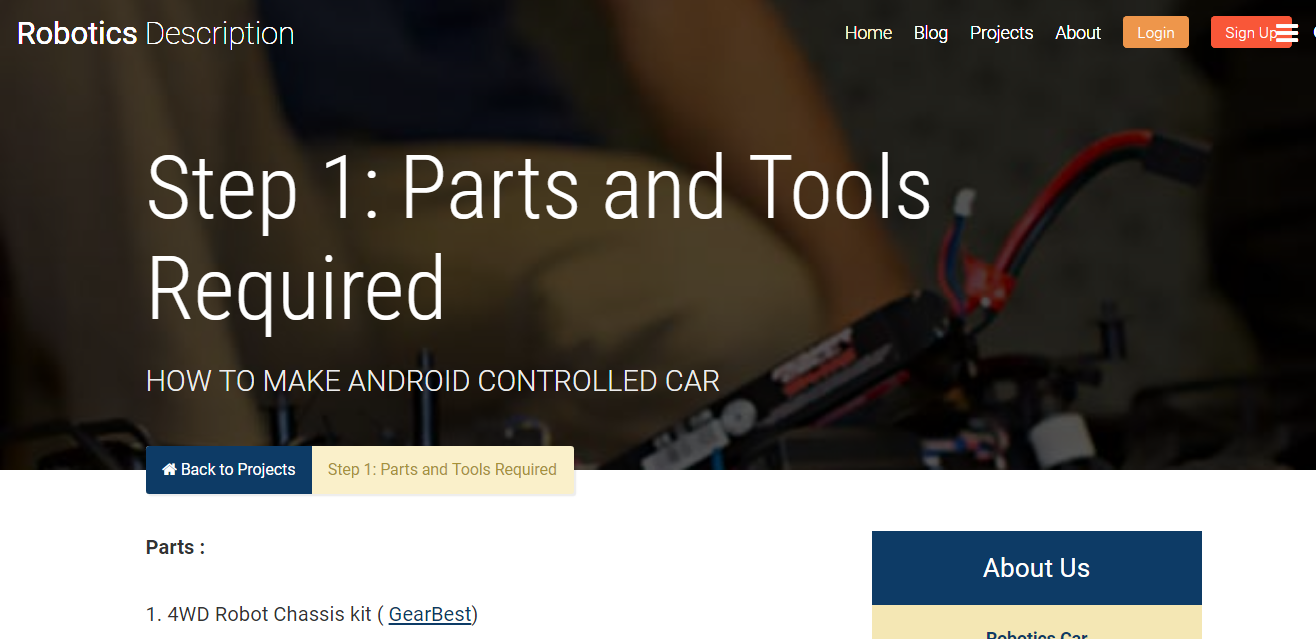 Robotics Description
Home Blog Projects About Login Sign Up
Step 1: Parts and Tools
Required
HOW TO MAKE ANDROID CONTROLLED CAR
Back to Projects Step 1: Parts and Tools Required
Parts :
About Us
1. 4WD Robot Chassis kit ( GearBest)
Robotics Car